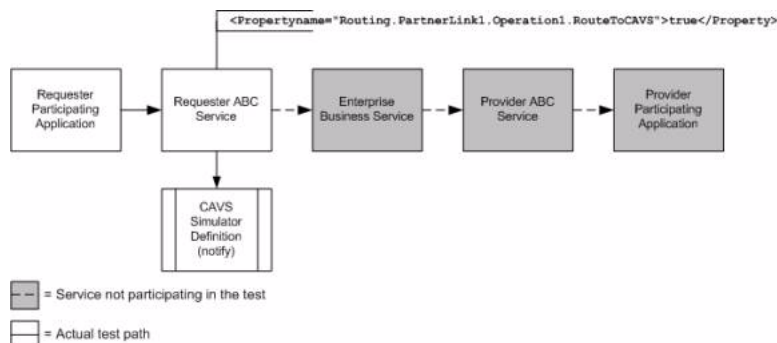 <Propertyname="Routing.PartnerLink1.Operation1.RouteToCAVS">true</Property>
Requester
Participating
Application
Requester ABC
Service
Enterprise
Business Service
Provider ABC
Service
Provider
Participating
Application
CAVS
Simulator
Definition
(notify)
= Service not participating in the test
= Actual test path